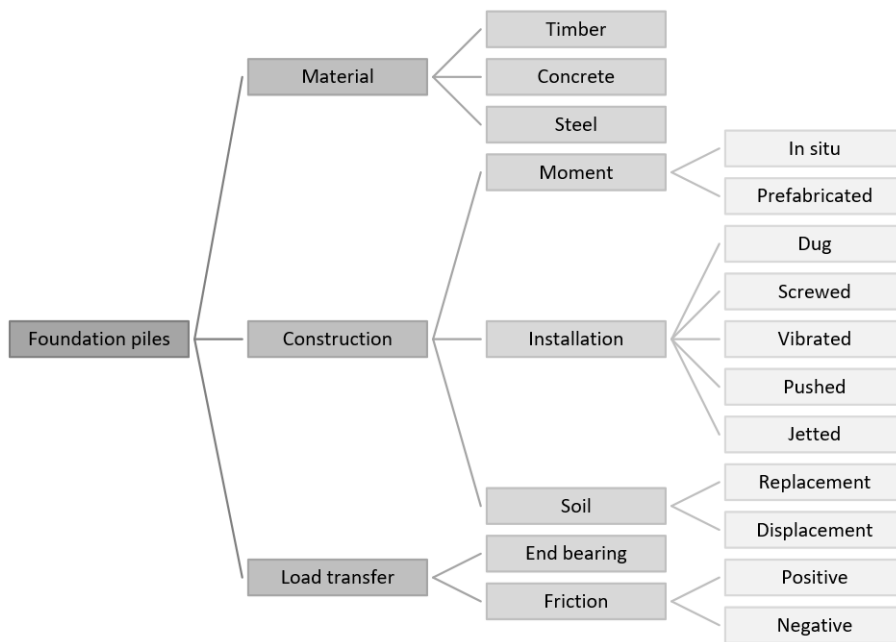 Foundation piles
Material
Timber
Concrete
Steel
Construction
Moment
In situ
Prefabricated
Installation
Dug
Screwed
Vibrated
Pushed
Jetted
Soil
Replacement
Displacement
Load transfer
End bearing
Friction
Positive
Negative